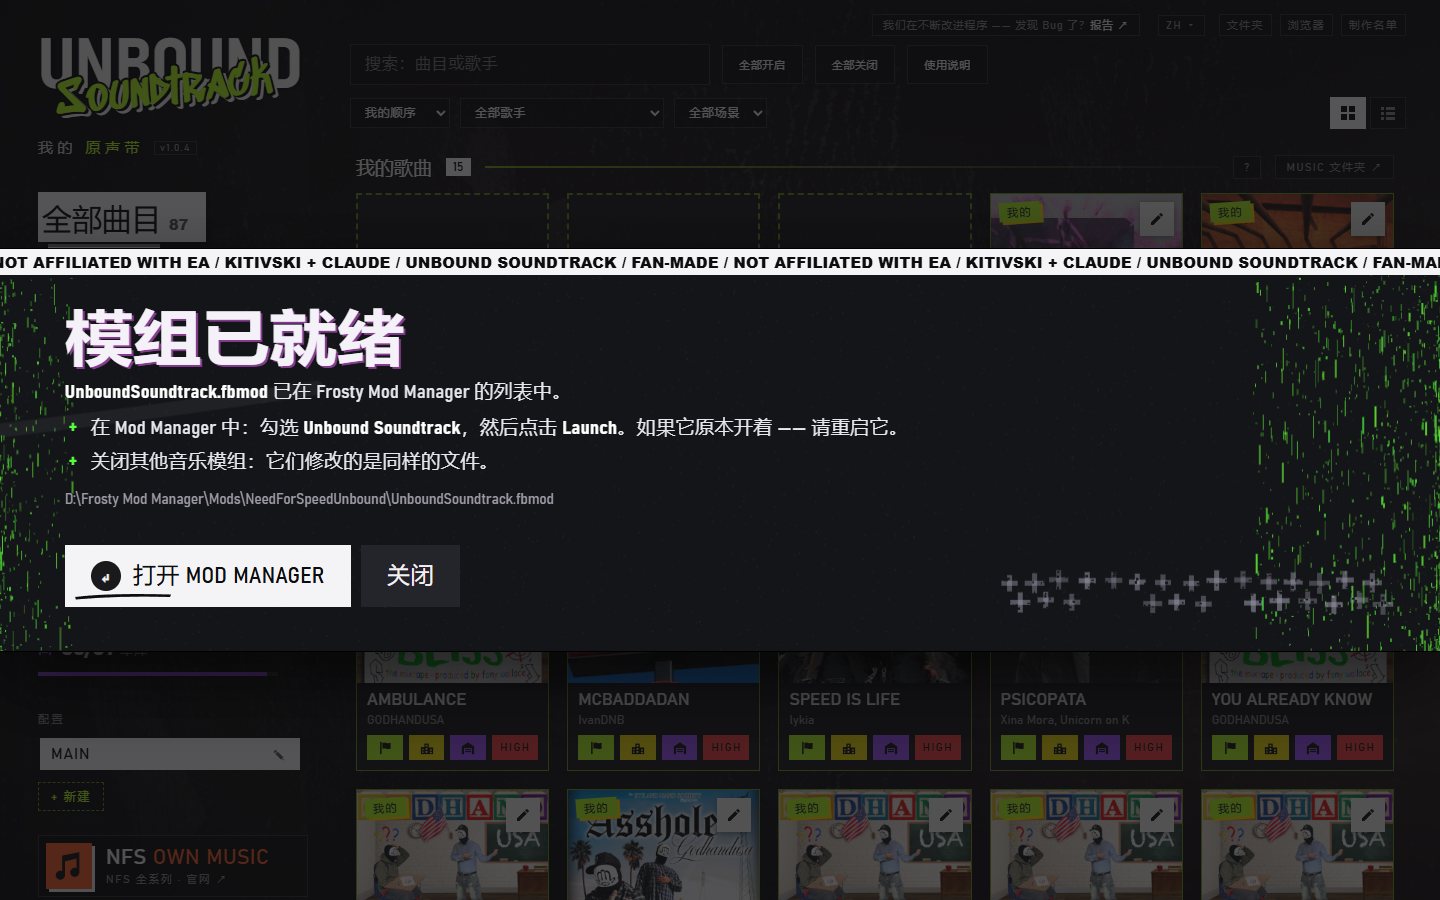 我们在不断改进程序 —— 发现 Bug 了？报告 ↗
ZH
文件夹
浏览器
制作名单
UNBOUND
SOUNDTRACK
搜索：曲目或歌手
全部开启
全部关闭
使用说明
我的顺序
全部歌手
全部场景
我的 原声带 v1.0.4
我的歌曲 15
?
MUSIC 文件夹 ↗
全部曲目 87
我的
我的
NOT AFFILIATED WITH EA / KITIVSKI + CLAUDE / UNBOUND SOUNDTRACK / FAN-MADE / NOT AFFILIATED WITH EA / KITIVSKI + CLAUDE / UNBOUND SOUNDTRACK / FAN-MA
模组已就绪
UnboundSoundtrack.fbmod 已在 Frosty Mod Manager 的列表中。
+ 在 Mod Manager 中：勾选 Unbound Soundtrack，然后点击 Launch。如果它原本开着 —— 请重启它。
+ 关闭其他音乐模组：它们修改的是同样的文件。
D:\Frosty Mod Manager\Mods\NeedForSpeedUnbound\UnboundSoundtrack.fbmod
打开 MOD MANAGER
关闭
AMBULANCE
GODHANDUSA
HIGH
MCBADDADAN
IvanDNB
HIGH
SPEED IS LIFE
lykia
HIGH
PSICOPATA
Xina Mora, Unicorn on K
HIGH
YOU ALREADY KNOW
GODHANDUSA
HIGH
配置
MAIN
+ 新建
NFS OWN MUSIC
NFS 全系列 · 官网 ↗
我的
USA
我的
Asshole
Godhandusa
我的
USA
我的
USA
我的
USA